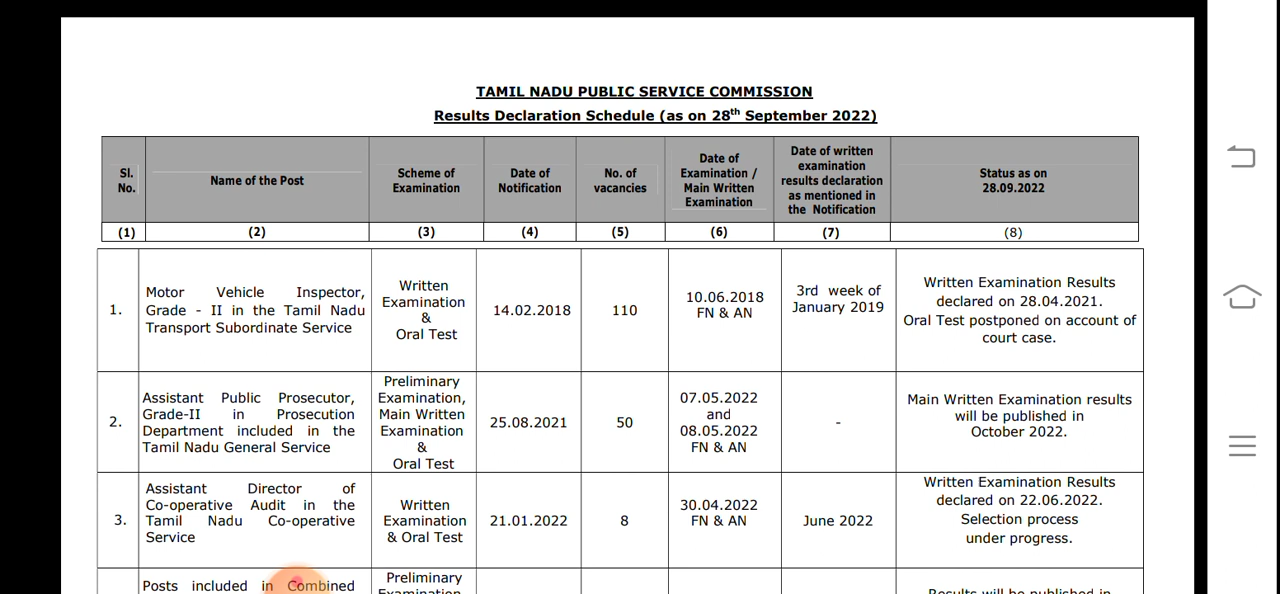 TAMIL NADU PUBLIC SERVICE COMMISSION
Results Declaration Schedule (as on 28th September 2022)
Sl.
No.
Name of the Post
Scheme of
Examination
Date of
Notification
No. of
vacancies
Date of
Examination /
Main Written
Examination
Date of written
examination
results declaration
as mentioned in
the Notification
Status as on
28.09.2022
(1)
(2)
(3)
(4)
(5)
(6)
(7)
(8)
1.
Motor Vehicle Inspector,
Grade - II in the Tamil Nadu
Transport Subordinate Service
Written
Examination
&
Oral Test
14.02.2018
110
10.06.2018
FN & AN
3rd week of
January 2019
Written Examination Results
declared on 28.04.2021.
Oral Test postponed on account of
court case.
2.
Assistant Public Prosecutor,
Grade-II in Prosecution
Department included in the
Tamil Nadu General Service
Preliminary
Examination,
Main Written
Examination
&
Oral Test
25.08.2021
50
07.05.2022
and
08.05.2022
FN & AN
-
Main Written Examination results
will be published in
October 2022.
3.
Assistant Director of
Co-operative Audit in the
Tamil Nadu Co-operative
Service
Written
Examination
& Oral Test
21.01.2022
8
30.04.2022
FN & AN
June 2022
Written Examination Results
declared on 22.06.2022.
Selection process
under progress.
Posts included in Combined
Preliminary
Examination,
Results will be published in